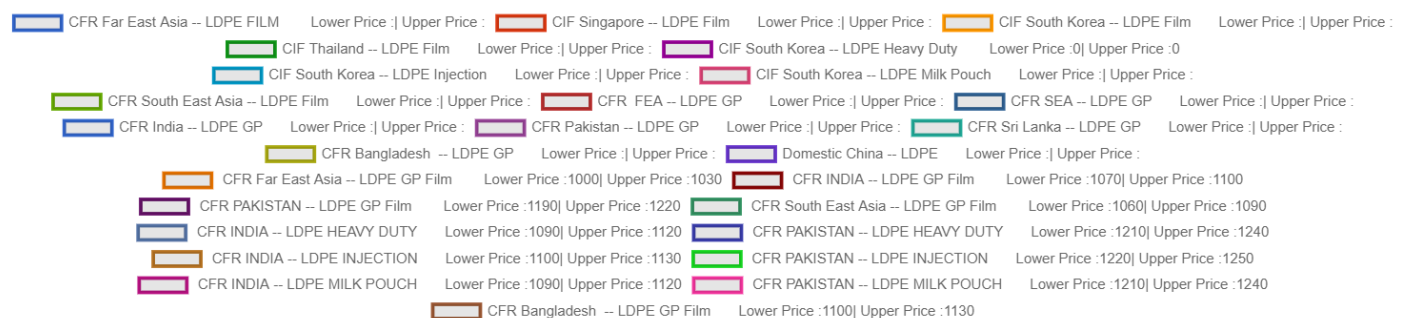 CFR Far East Asia -- LDPE FILM Lower Price :| Upper Price : CIF Singapore -- LDPE Film Lower Price :| Upper Price : CIF South Korea -- LDPE Film Lower Price :| Upper Price :
CIF Thailand -- LDPE Film Lower Price :| Upper Price : CIF South Korea -- LDPE Heavy Duty Lower Price :0| Upper Price :0
CIF South Korea -- LDPE Injection Lower Price :| Upper Price : CIF South Korea -- LDPE Milk Pouch Lower Price :| Upper Price :
CFR South East Asia -- LDPE Film Lower Price :| Upper Price : CFR FEA -- LDPE GP Lower Price :| Upper Price : CFR SEA -- LDPE GP Lower Price :| Upper Price :
CFR India -- LDPE GP Lower Price :| Upper Price : CFR Pakistan -- LDPE GP Lower Price :| Upper Price : CFR Sri Lanka -- LDPE GP Lower Price :| Upper Price :
CFR Bangladesh -- LDPE GP Lower Price :| Upper Price : Domestic China -- LDPE Lower Price :| Upper Price :
CFR Far East Asia -- LDPE GP Film Lower Price :1000| Upper Price :1030 CFR INDIA -- LDPE GP Film Lower Price :1070| Upper Price :1100
CFR PAKISTAN -- LDPE GP Film Lower Price :1190| Upper Price :1220 CFR South East Asia -- LDPE GP Film Lower Price :1060| Upper Price :1090
CFR INDIA -- LDPE HEAVY DUTY Lower Price :1090| Upper Price :1120 CFR PAKISTAN -- LDPE HEAVY DUTY Lower Price :1210| Upper Price :1240
CFR INDIA -- LDPE INJECTION Lower Price :1100| Upper Price :1130 CFR PAKISTAN -- LDPE INJECTION Lower Price :1220| Upper Price :1250
CFR INDIA -- LDPE MILK POUCH Lower Price :1090| Upper Price :1120 CFR PAKISTAN -- LDPE MILK POUCH Lower Price :1210| Upper Price :1240
CFR Bangladesh -- LDPE GP Film Lower Price :1100| Upper Price :1130